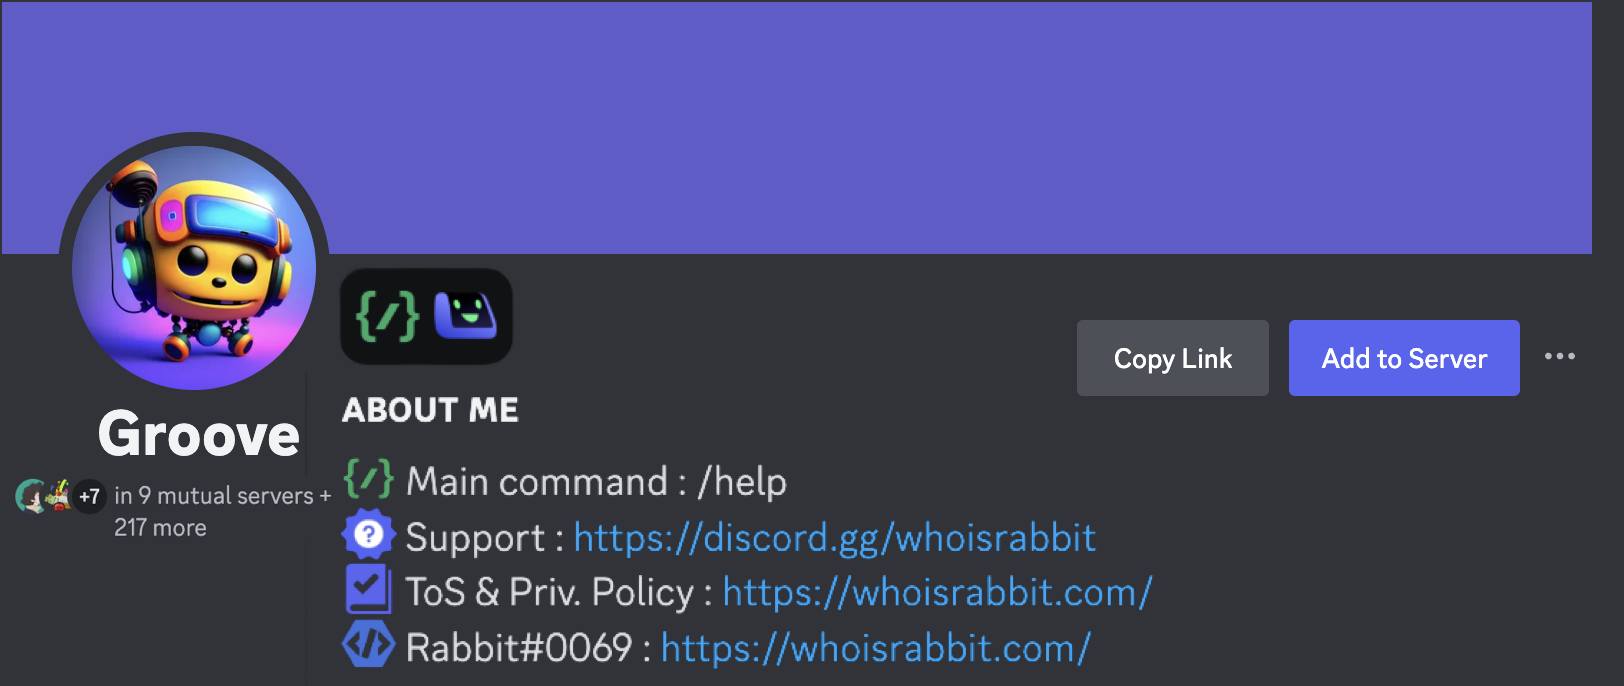 Groove
+7 in 9 mutual servers +
217 more
{/}
ABOUT ME
{/} Main command : /help
? Support : https://discord.gg/whoisrabbit
ToS & Priv. Policy : https://whoisrabbit.com/
</> Rabbit#0069 : https://whoisrabbit.com/
Copy Link
Add to Server